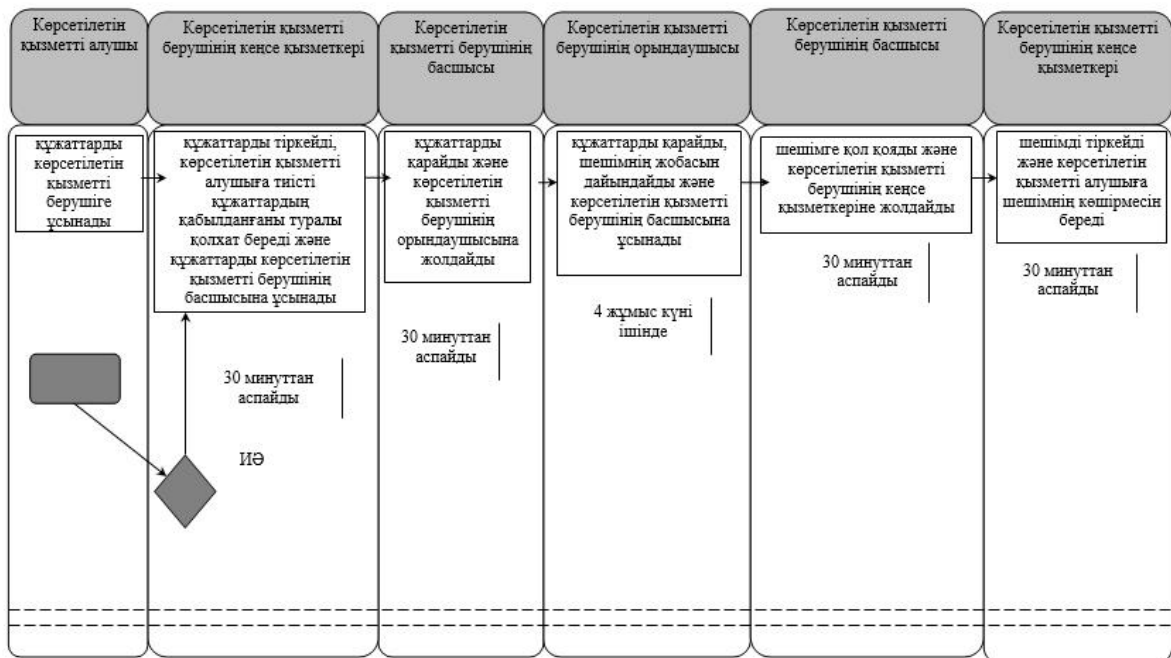 Көрсетілетін
қызметті алушы
Көрсетілетін қызметті
берушінің кеңсе қызметкері
Көрсетілетін
қызметті берушінің
басшысы
Көрсетілетін қызметті
берушінің орындаушысы
Көрсетілетін қызметті
берушінің басшысы
Көрсетілетін қызметті
берушінің кеңсе
қызметкері
құжаттарды
көрсетілетін
қызметті
берушіге
ұсынады
құжаттарды тіркейді,
көрсетілетін қызметті
алушыға тиісті
құжаттардың
қабылданғаны туралы
қолхат береді және
құжаттарды көрсетілетін
қызметті берушінің
басшысына ұсынады
құжаттарды
қарайды және
көрсетілетін
қызметті
берушінің
орындаушысына
жолдайды
құжаттарды қарайды,
шешімнің жобасын
дайындайды және
көрсетілетін қызметті
берушінің басшысына
ұсынады
шешімге қол қояды және
көрсетілетін қызметті
берушінің кеңсе
қызметкеріне жолдайды
шешімді тіркейді
және көрсетілетін
қызметті алушыға
шешімнің көшірмесін
береді
30 минуттан
аспайды
30 минуттан
аспайды
4 жұмыс күні
ішінде
30 минуттан
аспайды
30 минуттан
аспайды
ИӘ